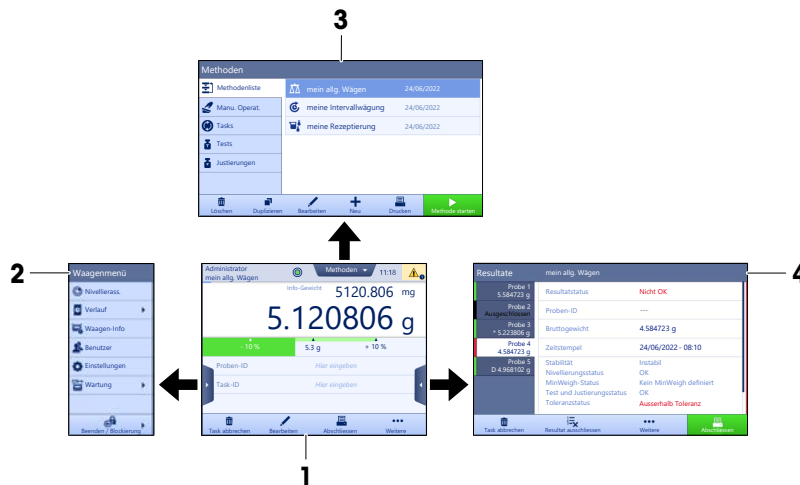 3
Methoden
Methodenliste
Manu. Operat.
Tasks
Tests
Justierungen
mein allg. Wägen 24/06/2022
meine Intervallwägung 24/06/2022
meine Rezeptierung 24/06/2022
Löschen Duplizieren Bearbeiten Neu Drucken Methode starten
2
Waagenmenü
Nivellierass.
Verlauf
Waagen-Info
Benutzer
Einstellungen
Wartung
Beenden / Blockierung
Administrator
mein allg. Wägen
Methoden
11:18
Info-Gewicht 5120.806 mg
5.120806 g
- 10 % 5.3 g + 10 %
Proben-ID Hier eingeben
Task-ID Hier eingeben
Task abbrechen Bearbeiten Abschliessen Weitere
1
4
Resultate mein allg. Wägen
Probe 1
5.584723 g
Probe 2
Ausgeschlossen
Probe 3
* 5.223806 g
Probe 4
4.584723 g
Probe 5
D 4.968102 g
Resultatstatus Nicht OK
Proben-ID ---
Bruttogewicht 4.584723 g
Zeitstempel 24/06/2022 - 08:10
Stabilität Instabil
Nivellierungsstatus OK
MinWeigh-Status Kein MinWeigh definiert
Test und Justierungsstatus OK
Toleranzstatus Ausserhalb Toleranz
Task abbrechen Resultat ausschliessen Weitere Abschliessen